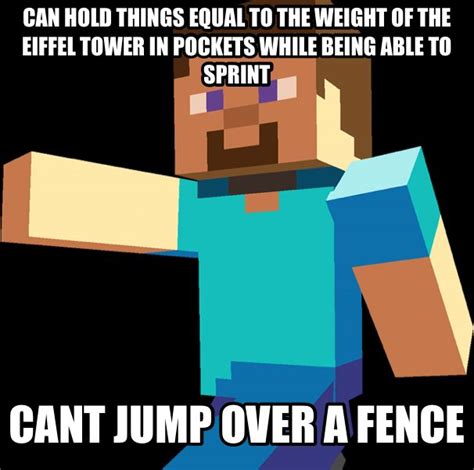 CAN HOLD THINGS EQUAL TO THE WEIGHT OF THE
EIFFEL TOWER IN POCKETS WHILE BEING ABLE TO
SPRINT
CANT JUMP OVER A FENCE